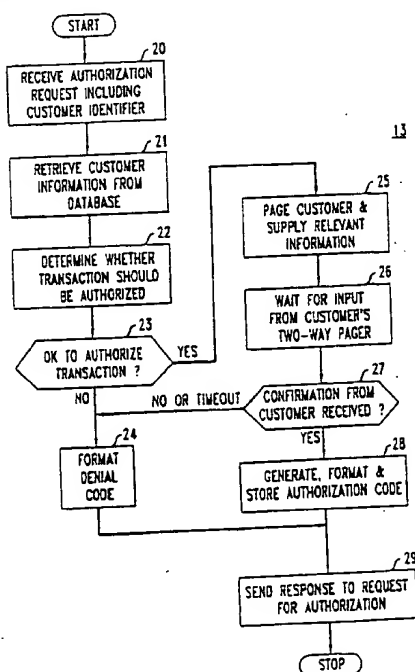 START
20
RECEIVE AUTHORIZATION
REQUEST INCLUDING
CUSTOMER IDENTIFIER
21
RETRIEVE CUSTOMER
INFORMATION FROM
DATABASE
22
DETERMINE WHETHER
TRANSACTION SHOULD
BE AUTHORIZED
23
OK TO AUTHORIZE
TRANSACTION ?
YES
NO
24
FORMAT
DENIAL
CODE
13
25
PAGE CUSTOMER &
SUPPLY RELEVANT
INFORMATION
26
WAIT FOR INPUT
FROM CUSTOMER'S
TWO-WAY PAGER
27
CONFIRMATION FROM
CUSTOMER RECEIVED ?
NO OR TIMEOUT
YES
28
GENERATE, FORMAT &
STORE AUTHORIZATION CODE
29
SEND RESPONSE TO REQUEST
FOR AUTHORIZATION
STOP